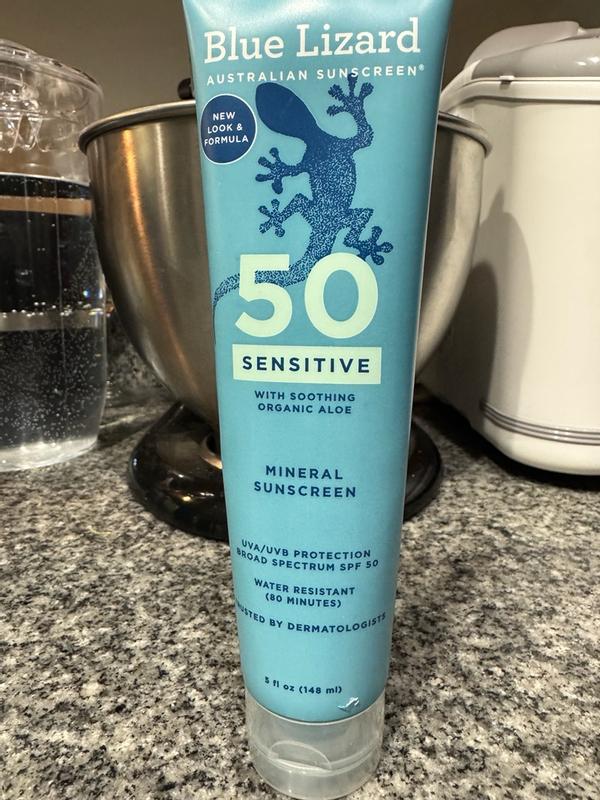 Blue Lizard
AUSTRALIAN SUNSCREEN®
NEW
LOOK &
FORMULA
50
SENSITIVE
WITH SOOTHING
ORGANIC ALOE
MINERAL
SUNSCREEN
UVA/UVB PROTECTION
BROAD SPECTRUM SPF 50
WATER RESISTANT
(80 MINUTES)
BY DERMATOLOGISTS
5 fl oz (148 ml)